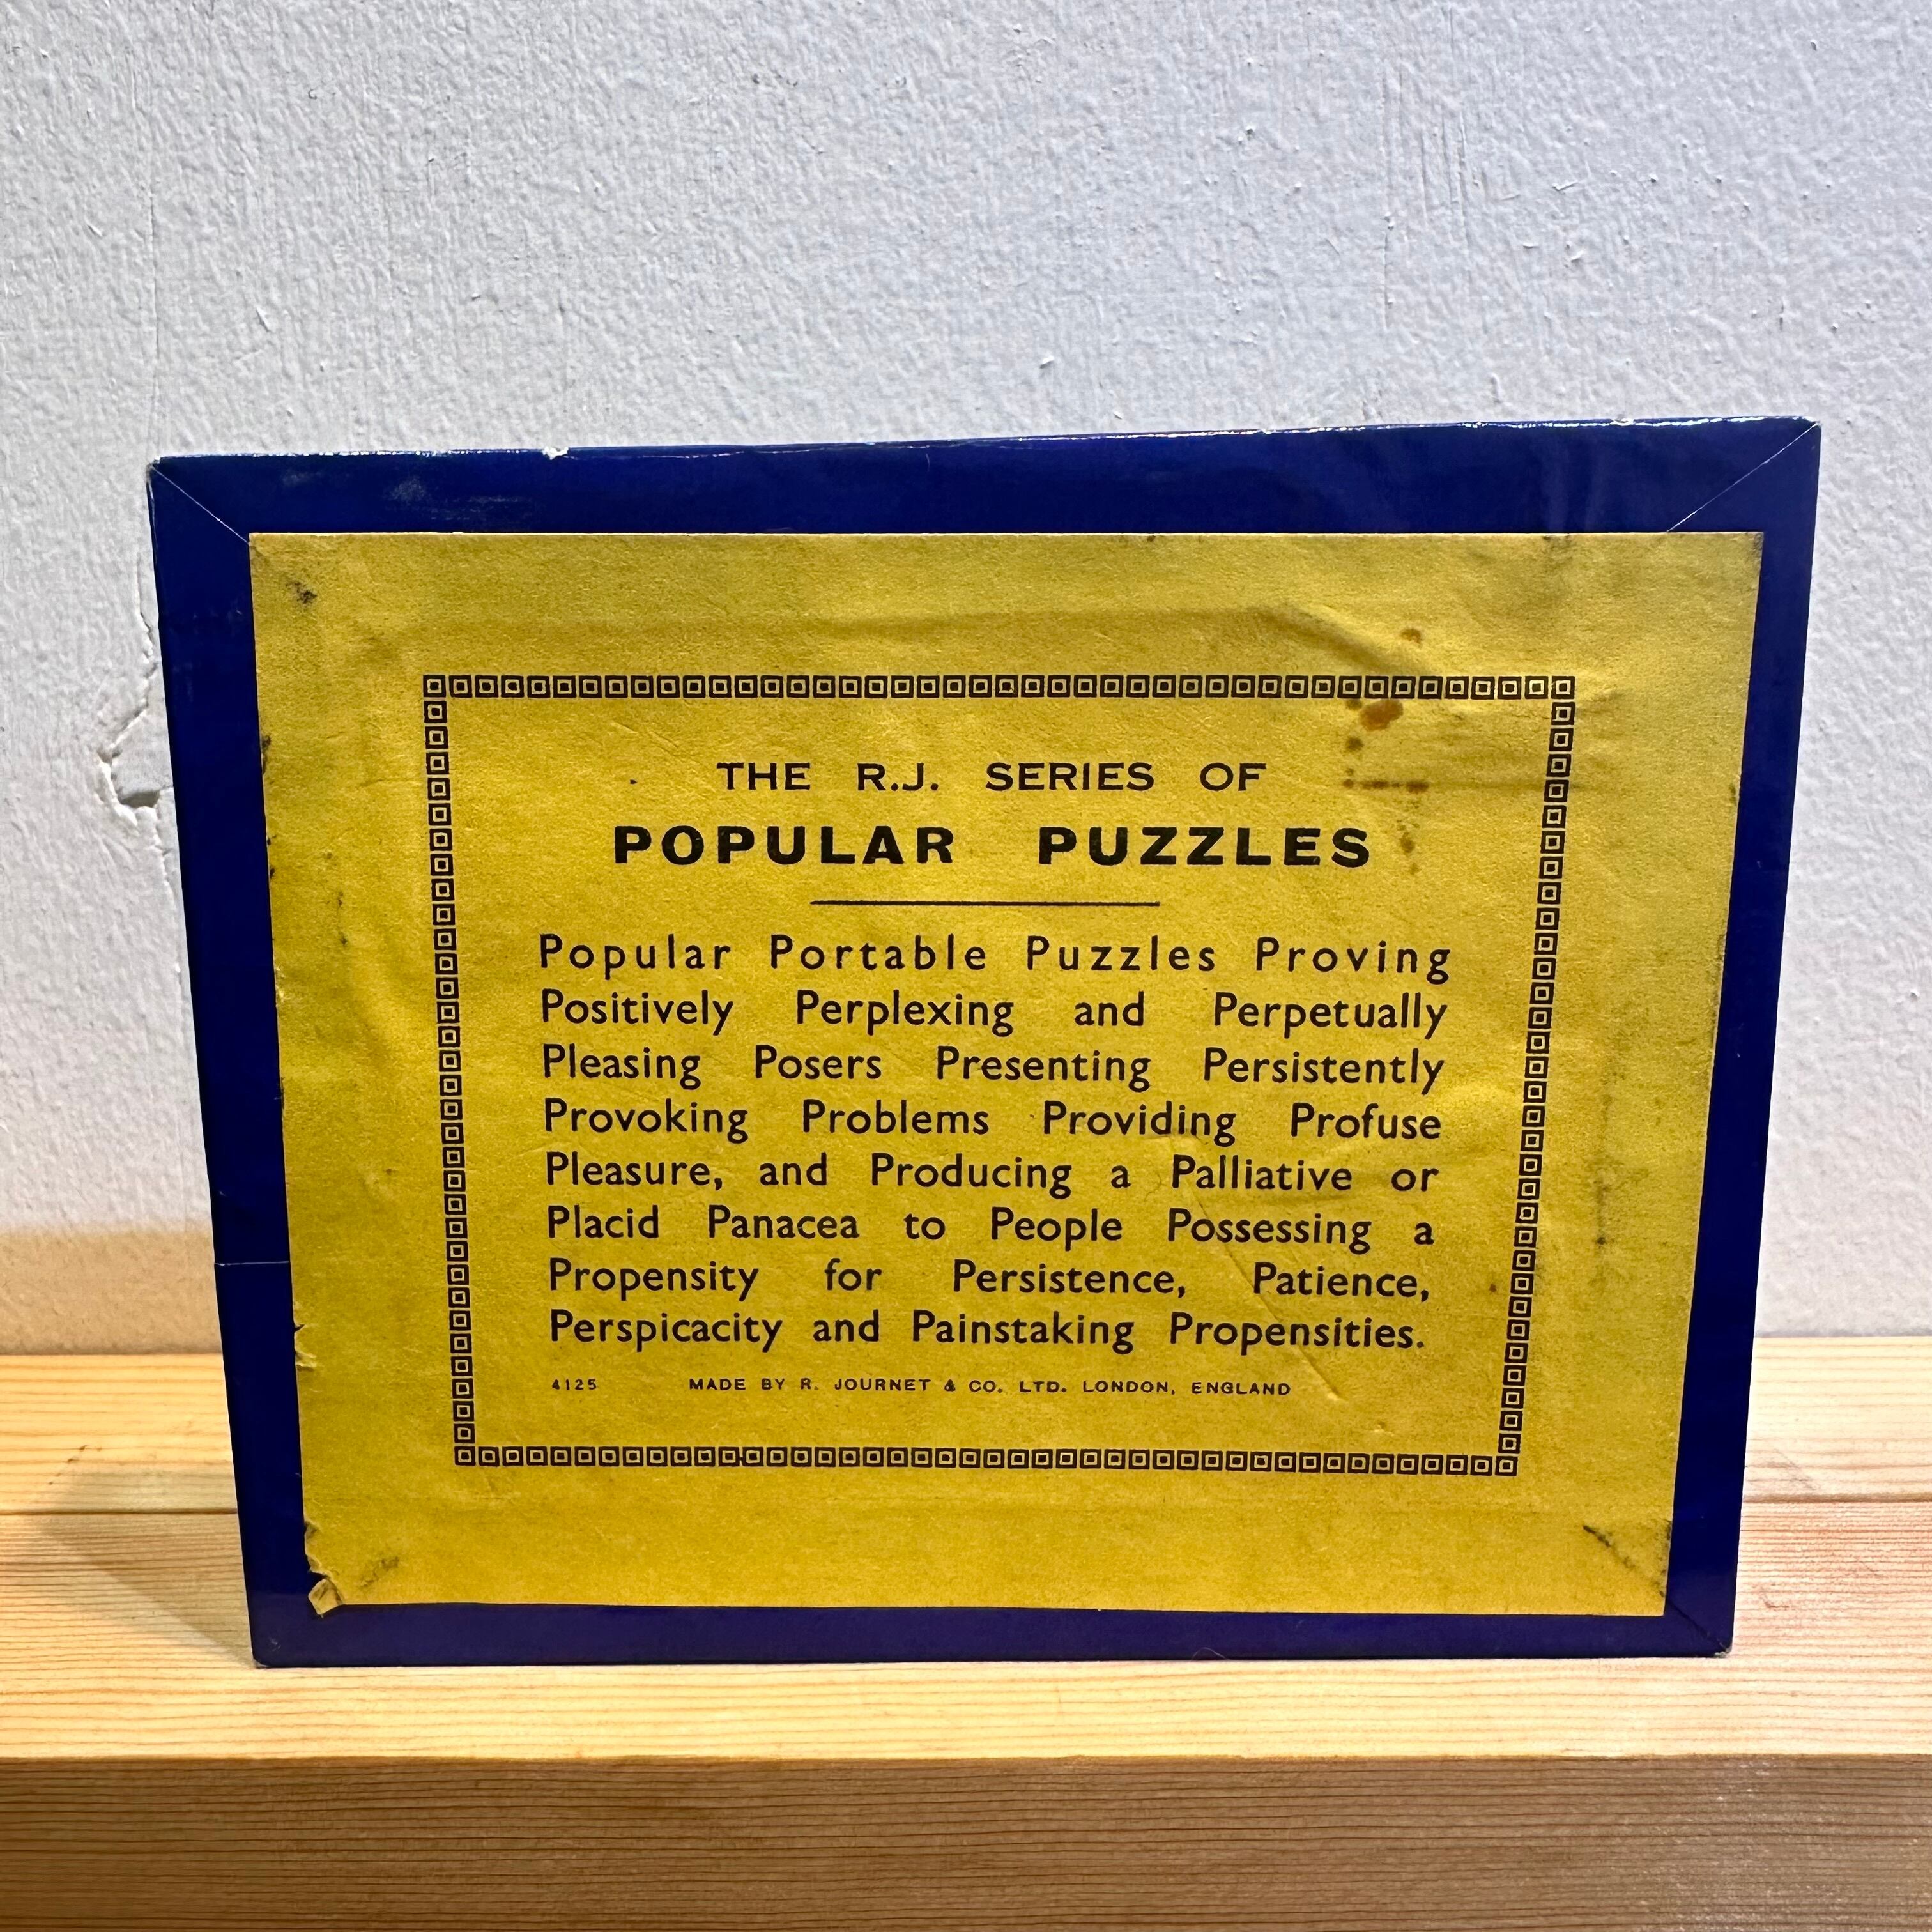 THE R.J. SERIES OF
POPULAR PUZZLES
Popular Portable Puzzles Proving
Positively Perplexing and Perpetually
Pleasing Posers Presenting Persistently
Provoking Problems Providing Profuse
Pleasure, and Producing a Palliative or
Placid Panacea to People Possessing a
Propensity for Persistence, Patience,
Perspicacity and Painstaking Propensities.
4125 MADE BY R. JOURNET & CO. LTD. LONDON, ENGLAND